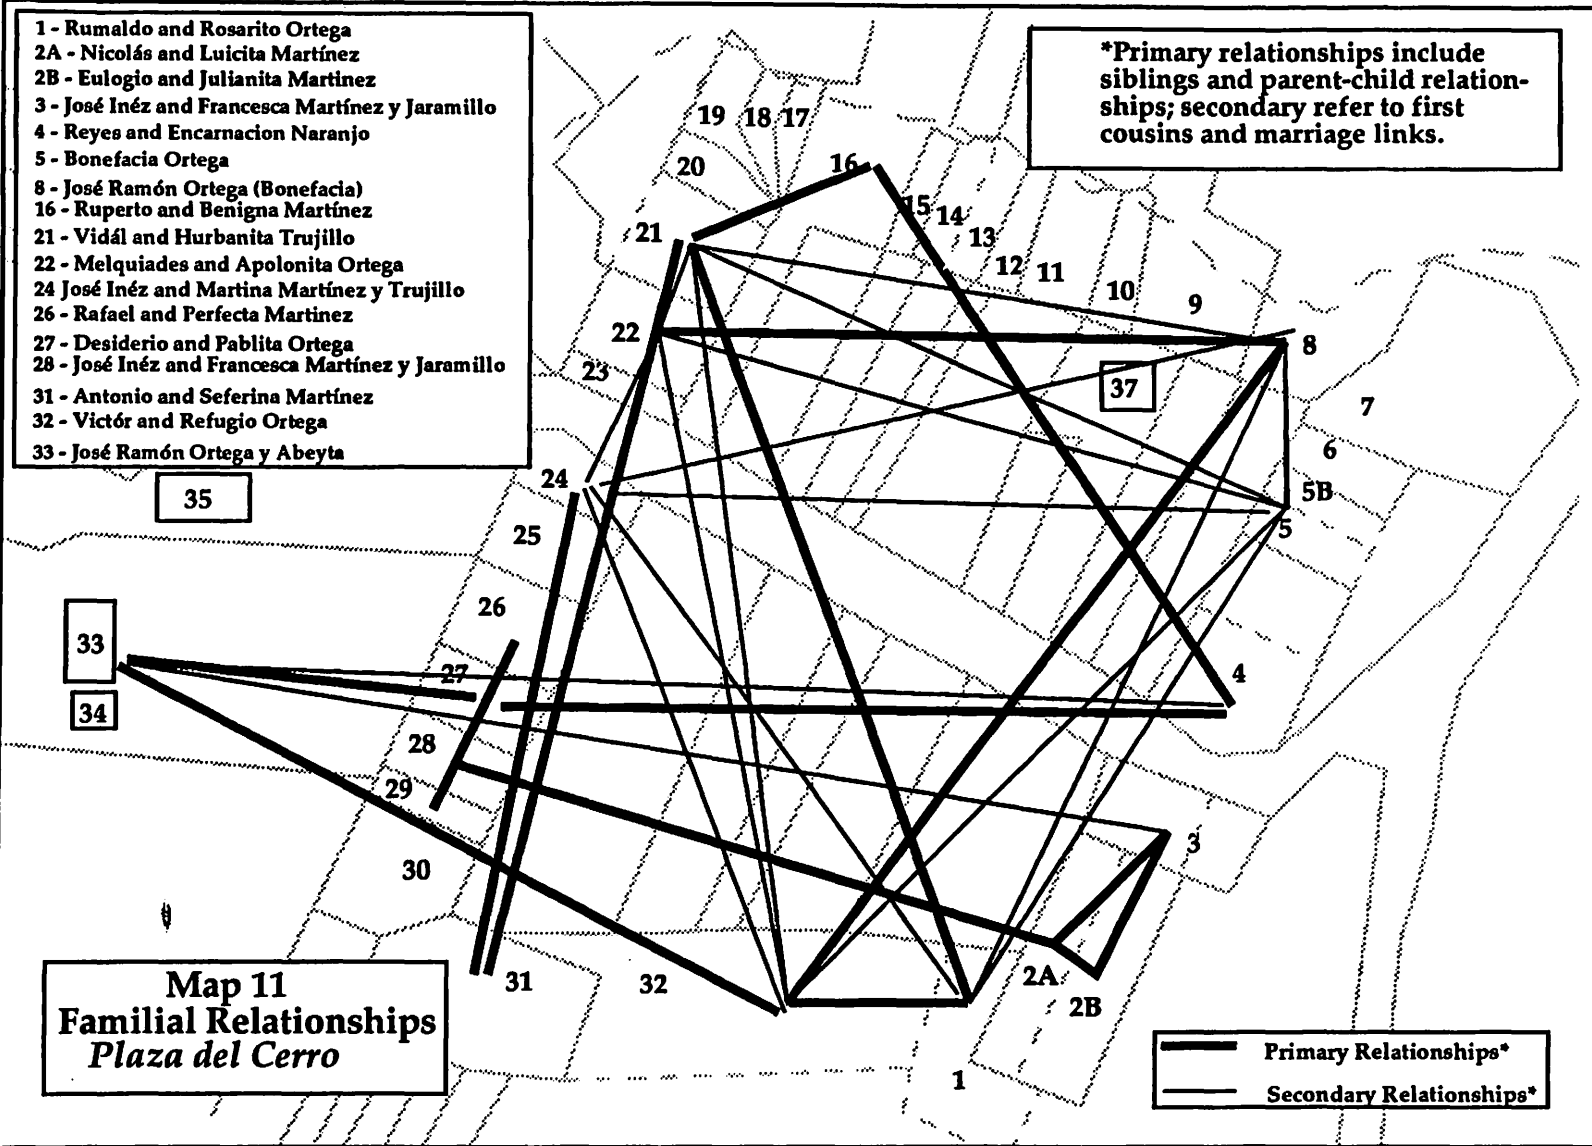 1 - Rumaldo and Rosarito Ortega
2A - Nicolás and Luicita Martínez
2B - Eulogio and Julianita Martinez
3 - José Inéz and Francesca Martínez y Jaramillo
4 - Reyes and Encarnacion Naranjo
5 - Bonefacia Ortega
8 - José Ramón Ortega (Bonefacia)
16 - Ruperto and Benigna Martínez
21 - Vidál and Hurbanita Trujillo
22 - Melquiades and Apolonita Ortega
24 José Inéz and Martina Martínez y Trujillo
26 - Rafael and Perfecta Martinez
27 - Desiderio and Pablita Ortega
28 - José Inéz and Francesca Martínez y Jaramillo
31 - Antonio and Seferina Martínez
32 - Victór and Refugio Ortega
33 - José Ramón Ortega y Abeyta
*Primary relationships include
siblings and parent-child relation-
ships; secondary refer to first
cousins and marriage links.
19
18
17
20
16
15
14
13
12
11
10
9
21
22
23
8
37
7
6
5B
5
24
25
35
26
33
34
27
4
28
29
3
30
31
32
2A
2B
1
Map 11
Familial Relationships
Plaza del Cerro
Primary Relationships*
Secondary Relationships*